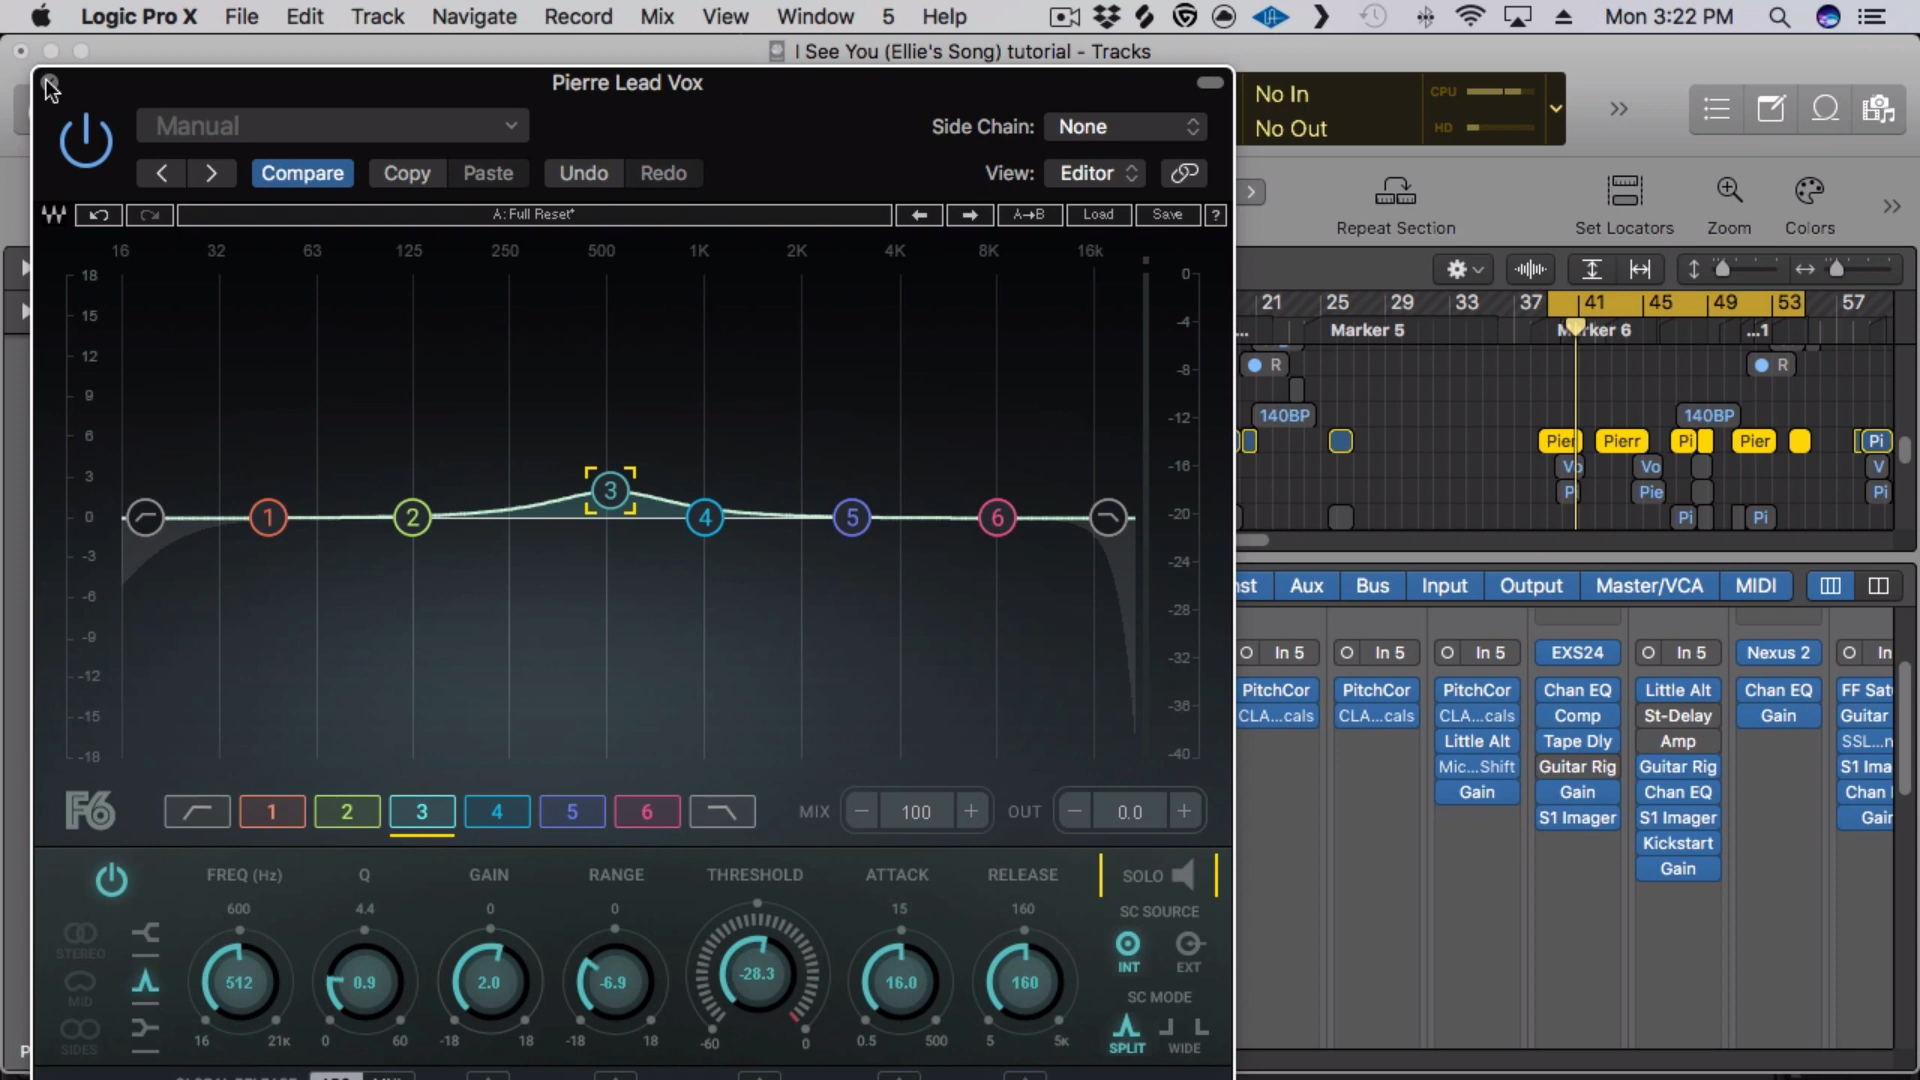 Logic Pro X File Edit Track Navigate Record Mix View Window 5 Help Mon 3:22 PM
I See You (Ellie's Song) tutorial - Tracks
Pierre Lead Vox
Manual
Side Chain: None
Compare Copy Paste Undo Redo
View: Editor
A: Full Reset*
A→B Load Save ?
16 32 63 125 250 500 1K 2K 4K 8K 16k
18
15
12
9
6
3
0
-3
-6
-9
-12
-15
-18
0
-4
-8
-12
-16
-20
-24
-28
-32
-36
-40
1 2 3 4 5 6
F6
1 2 3 4 5 6
MIX 100 OUT 0.0
FREQ (Hz) Q GAIN RANGE THRESHOLD ATTACK RELEASE
600 4.4 0 0 15 160
512 0.9 2.0 -6.9 -28.3 16.0 160
16 21K 0 60 -18 18 -18 18 -60 0 0.5 500 5 5K
STEREO
MID
SIDES
SOLO
SC SOURCE
INT EXT
SC MODE
SPLIT WIDE
No In
No Out
CPU
HD
Repeat Section Set Locators Zoom Colors
21 25 29 33 37 41 45 49 53 57
Marker 5 M rker 6 ...1
R R
140BP 140BP
Pier Pierr Pi Pier Pi
Vo Vo V
Pi Pie Pi
Pi Pi
nst Aux Bus Input Output Master/VCA MIDI
In 5 In 5 In 5 EXS24 In 5 Nexus 2 In
PitchCor PitchCor PitchCor Chan EQ Little Alt Chan EQ FF Sat
CLA...cals CLA...cals CLA...cals Comp St-Delay Gain Guitar
Little Alt Tape Dly Amp SSL...n
Mic...Shift Guitar Rig Guitar Rig S1 Ima
Gain Gain Chan EQ Chan
S1 Imager S1 Imager Gain
Kickstart
Gain